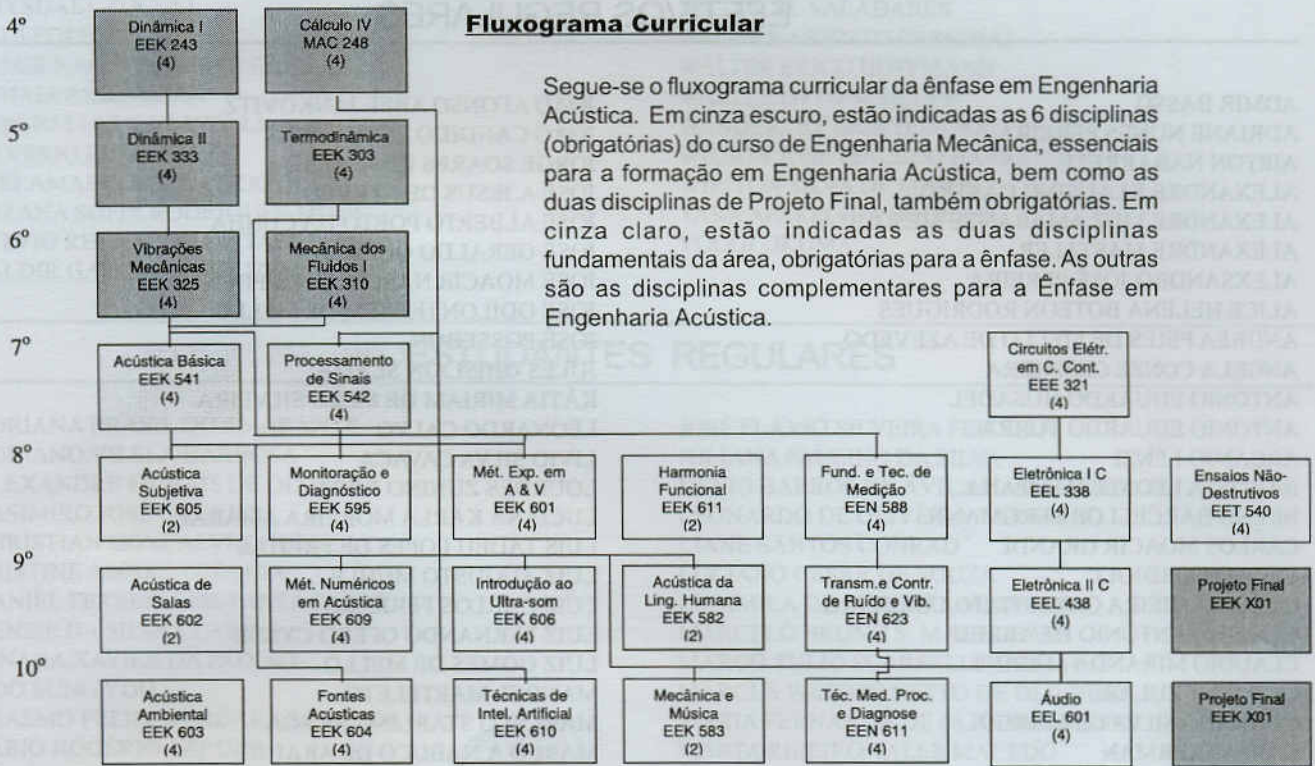 Fluxograma Curricular
Segue-se o fluxograma curricular da ênfase em Engenharia
Acústica. Em cinza escuro, estão indicadas as 6 disciplinas
(obrigatórias) do curso de Engenharia Mecânica, essenciais
para a formação em Engenharia Acústica, bem como as
duas disciplinas de Projeto Final, também obrigatórias. Em
cinza claro, estão indicadas as duas disciplinas
fundamentais da área, obrigatórias para a ênfase. As outras
são as disciplinas complementares para a Ênfase em
Engenharia Acústica.
4º
Dinâmica I
EEK 243
(4)
Cálculo IV
MAC 248
(4)
5º
Dinâmica II
EEK 333
(4)
Termodinâmica
EEK 303
(4)
6º
Vibrações
Mecânicas
EEK 325
(4)
Mecânica dos
Fluidos I
EEK 310
(4)
7º
Acústica Básica
EEK 541
(4)
Processamento
de Sinais
EEK 542
(4)
Circuitos Elétr.
em C. Cont.
EEE 321
(4)
8º
Acústica
Subjetiva
EEK 605
(2)
Monitoração e
Diagnóstico
EEK 595
(4)
Mét. Exp. em
A & V
EEK 601
(4)
Harmonia
Funcional
EEK 611
(2)
Func. e Tec. de
Medição
EEN 588
(4)
Eletrônica I C
EEL 338
(4)
Ensaios Não-
Destrutivos
EET 540
(4)
9º
Acústica de
Salas
EEK 602
(2)
Mét. Numéricos
em Acústica
EEK 609
(4)
Introdução ao
Ultra-som
EEK 606
(4)
Acústica da
Ling. Humana
EEK 582
(2)
Transm. e Contr.
de Ruído e Vib.
EEN 623
(4)
Eletrônica II C
EEL 438
(4)
Projeto Final
EEK X01
10º
Acústica
Ambiental
EEK 603
(4)
Fontes
Acústicas
EEK 604
(4)
Técnicas de
Intel. Artificial
EEK 610
(4)
Mecânica da
Música
EEK 583
(2)
Téc. Med. Proc.
e Diagnose
EEN 611
(4)
Audio
EEL 601
(4)
Projeto Final
EEK X01